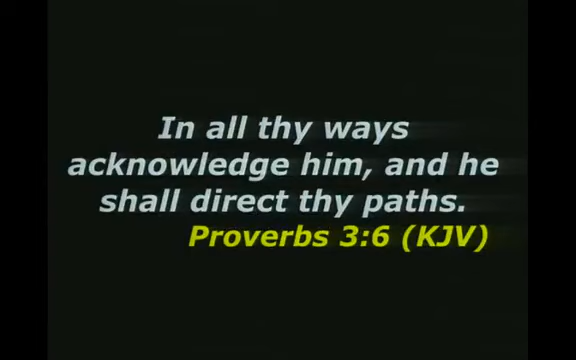 In all thy ways
acknowledge him, and he
shall direct thy paths.
Proverbs 3:6 (KJV)